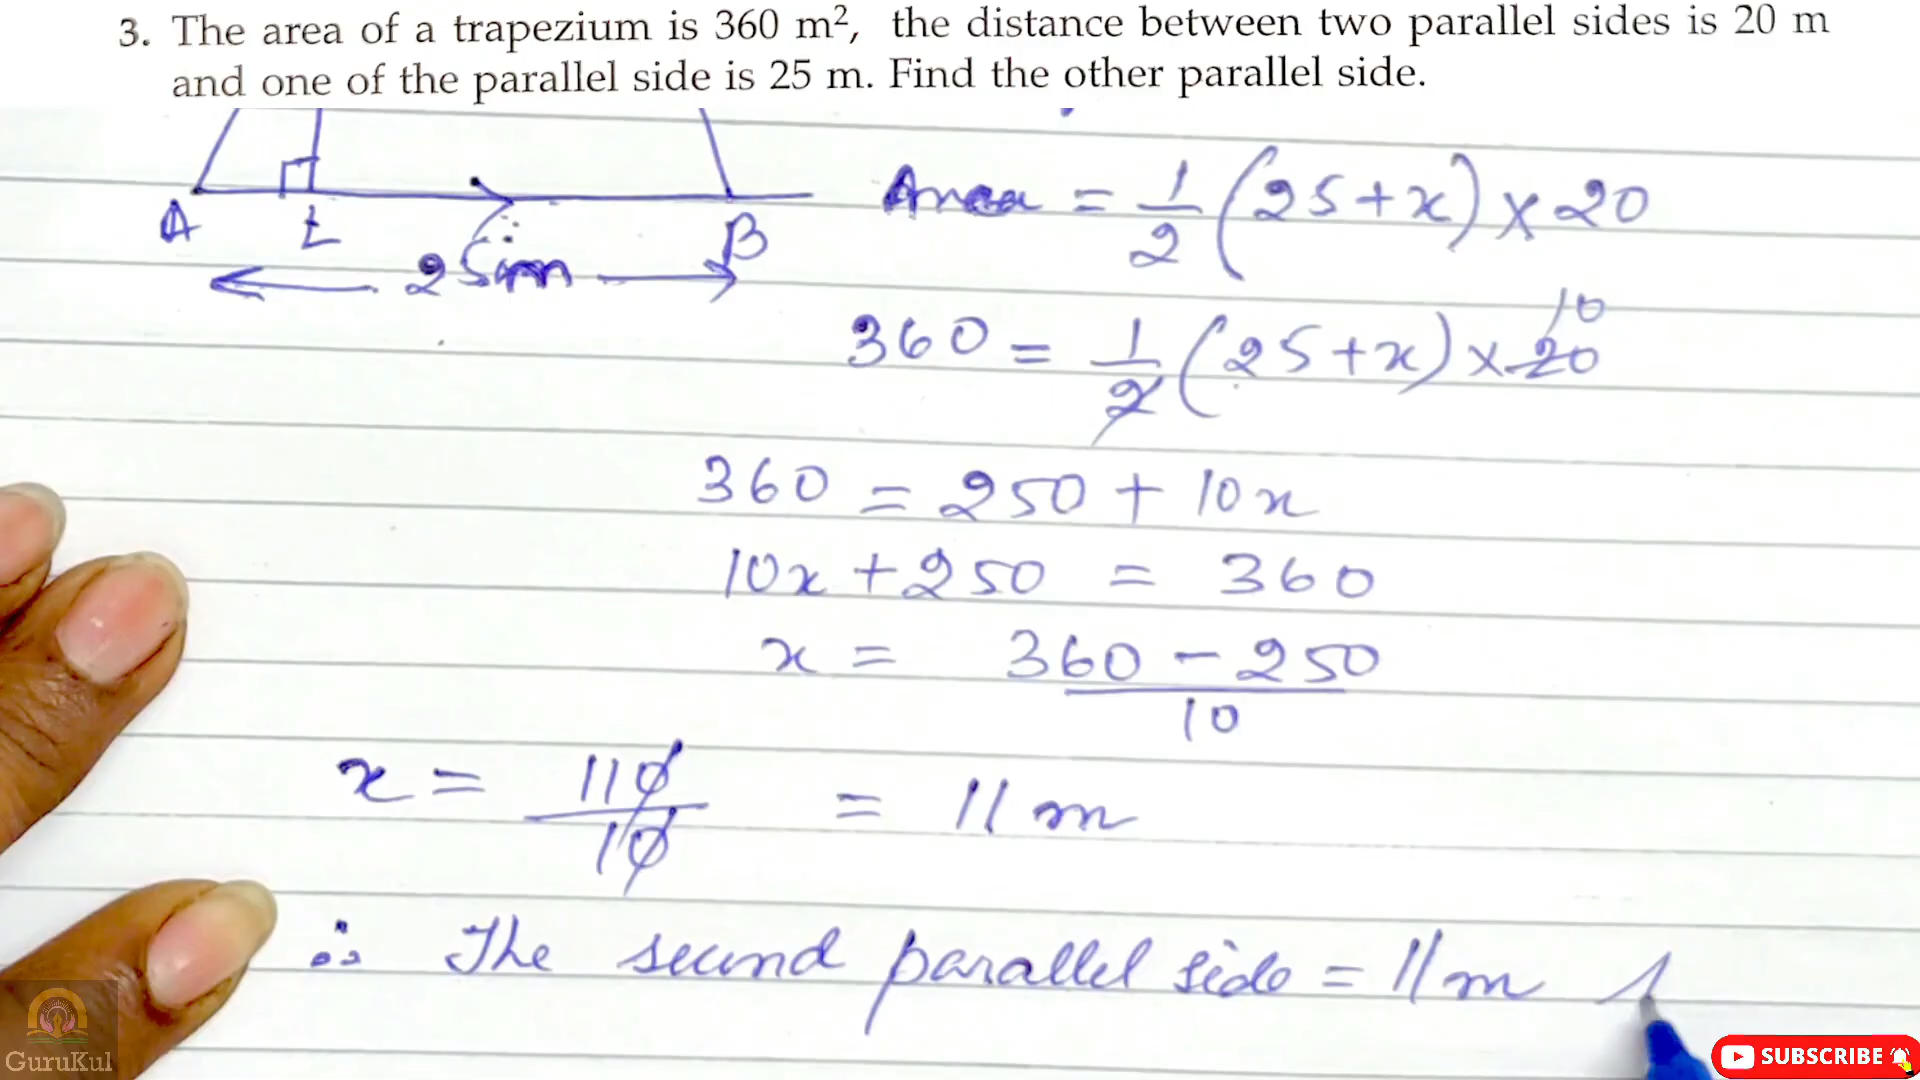 3. The area of a trapezium is 360 m², the distance between two parallel sides is 20 m
and one of the parallel side is 25 m. Find the other parallel side.
A E B
25 m
Area = 1/2 (25 + x) × 20
10
360 = 1/2 (25 + x) × 20
360 = 250 + 10x
10x + 250 = 360
x = 360 - 250 / 10
x = 110 / 10 = 11 m
∴ The second parallel side = 11 m
GuruKul
SUBSCRIBE